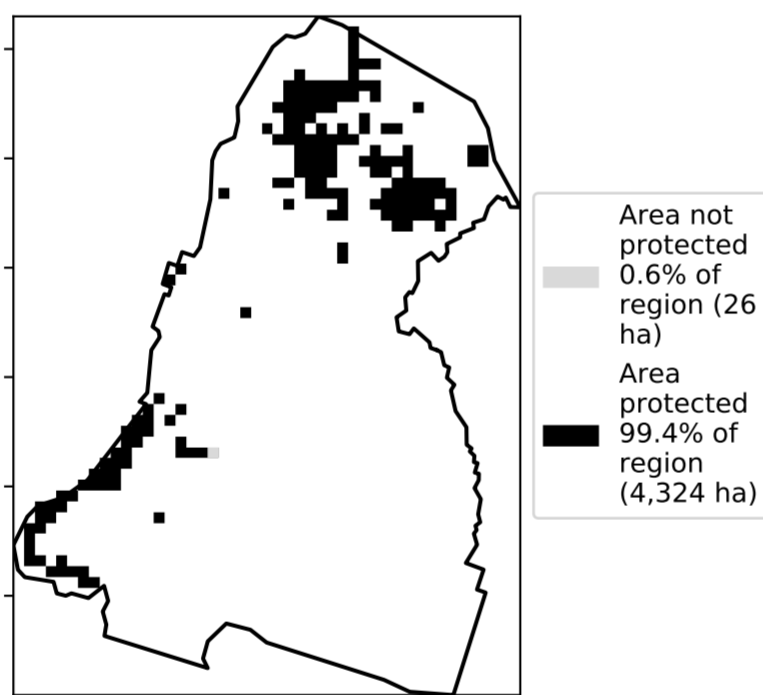 Area not
protected
0.6% of
region (26
ha)
Area
protected
99.4% of
region
(4,324 ha)